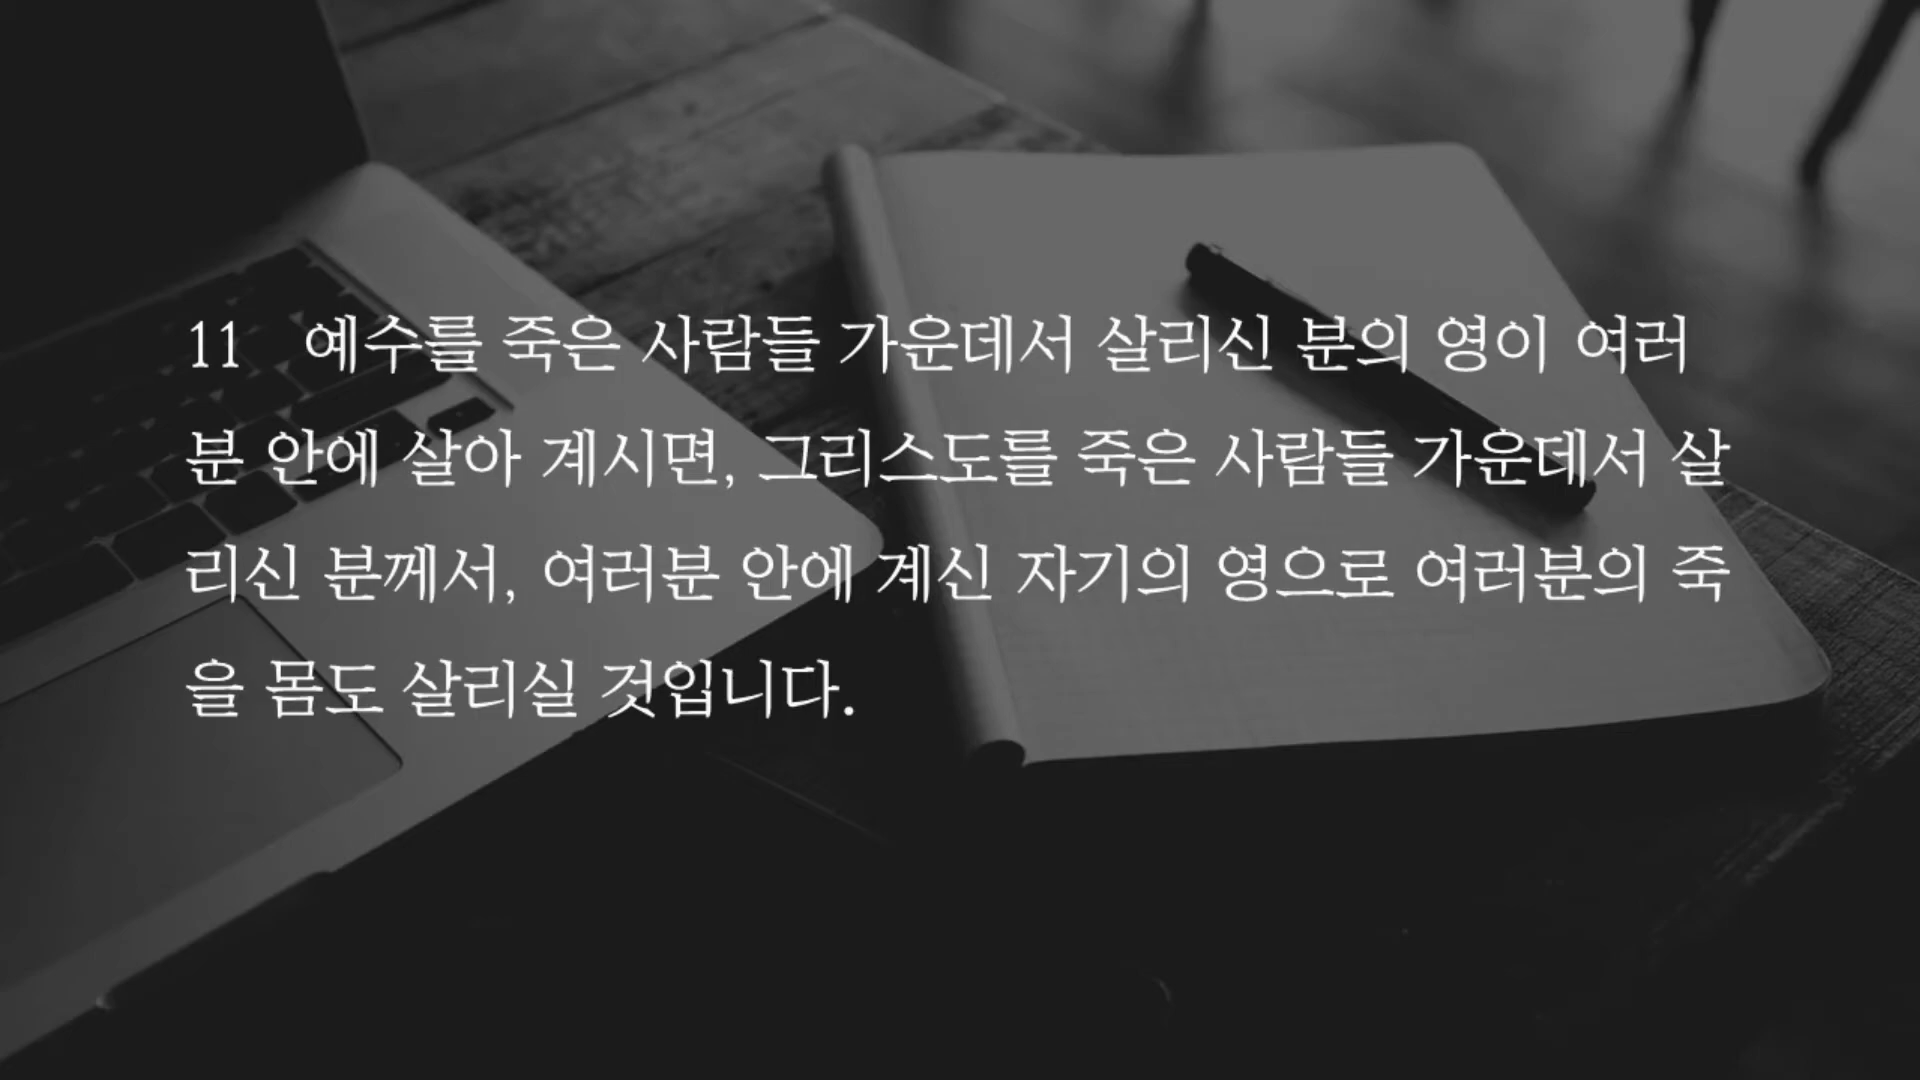 11 예수를 죽은 사람들 가운데서 살리신 분의 영이 여러
분 안에 살아 계시면, 그리스도를 죽은 사람들 가운데서 살
리신 분께서, 여러분 안에 계신 자기의 영으로 여러분의 죽
을 몸도 살리실 것입니다.